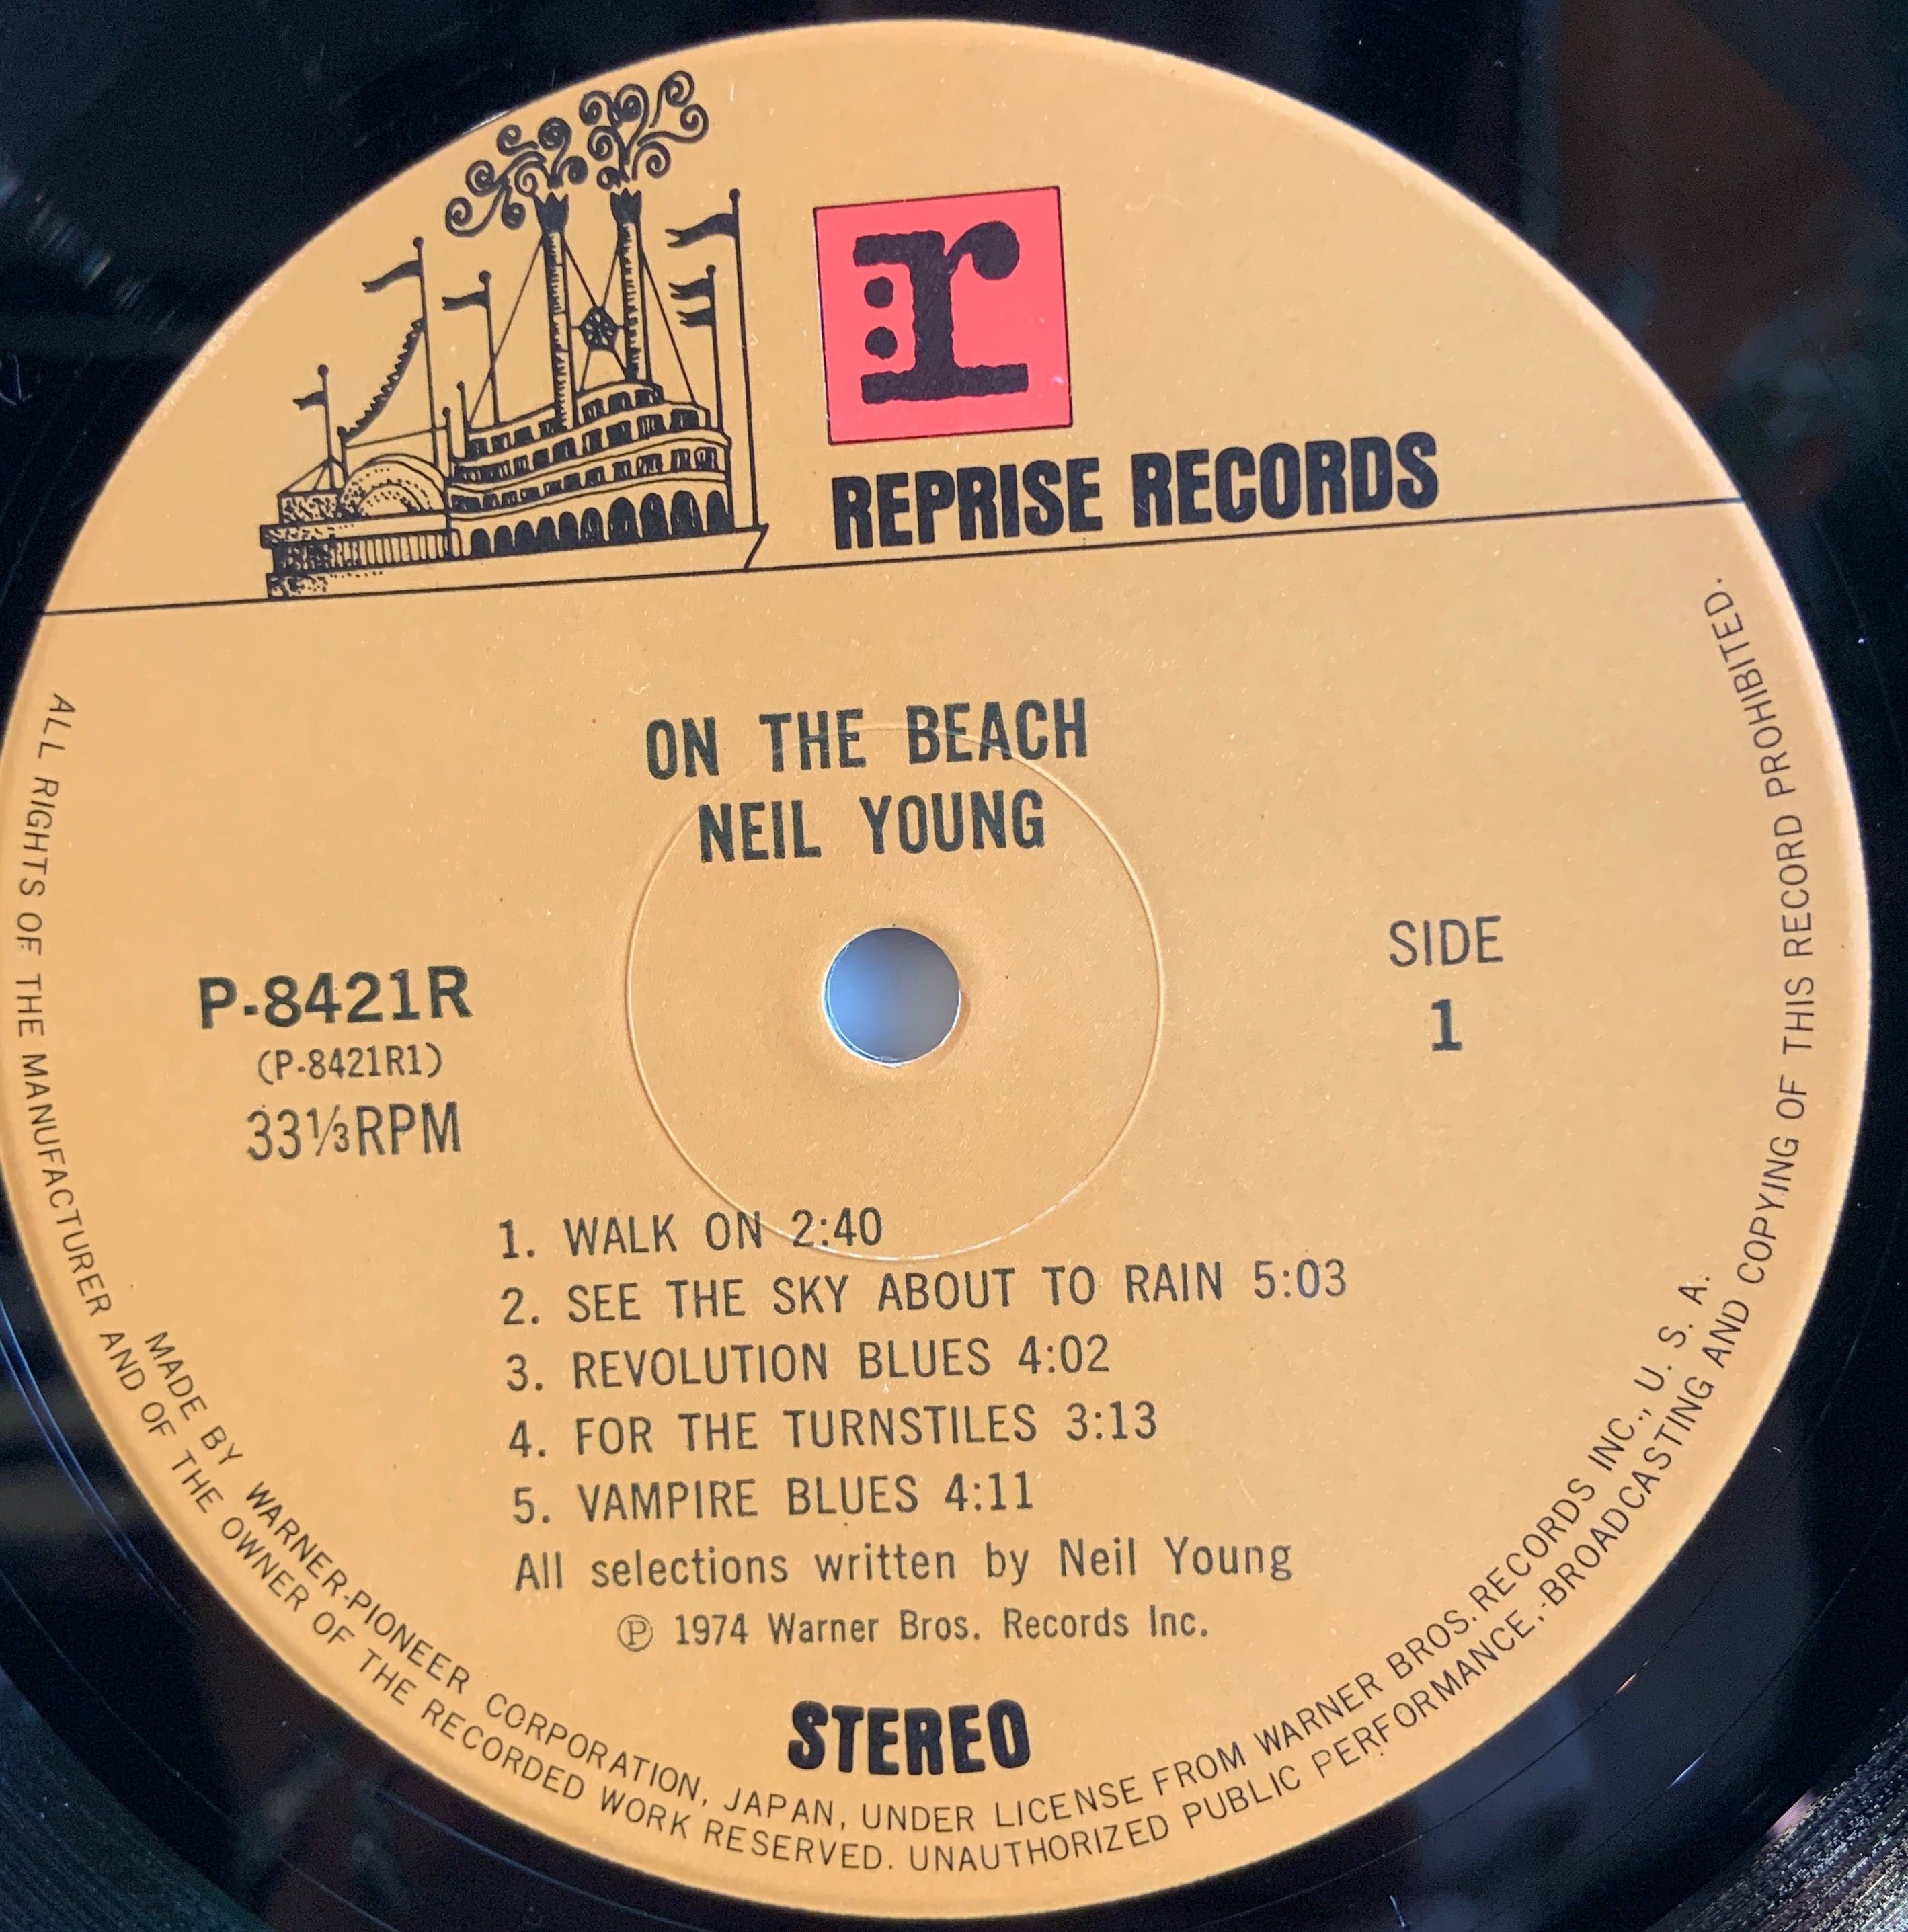 r
REPRISE RECORDS
ON THE BEACH
NEIL YOUNG
P-8421R
(P-8421R1)
33⅓RPM
SIDE
1
1. WALK ON 2:40
2. SEE THE SKY ABOUT TO RAIN 5:03
3. REVOLUTION BLUES 4:02
4. FOR THE TURNSTILES 3:13
5. VAMPIRE BLUES 4:11
All selections written by Neil Young
℗ 1974 Warner Bros. Records Inc.
STEREO
MADE BY WARNER-PIONEER CORPORATION, JAPAN, UNDER LICENSE FROM WARNER BROS. RECORDS INC., U. S. A.
ALL RIGHTS OF THE MANUFACTURER AND OF THE OWNER OF THE RECORDED WORK RESERVED. UNAUTHORIZED PUBLIC PERFORMANCE, BROADCASTING AND COPYING OF THIS RECORD PROHIBITED.